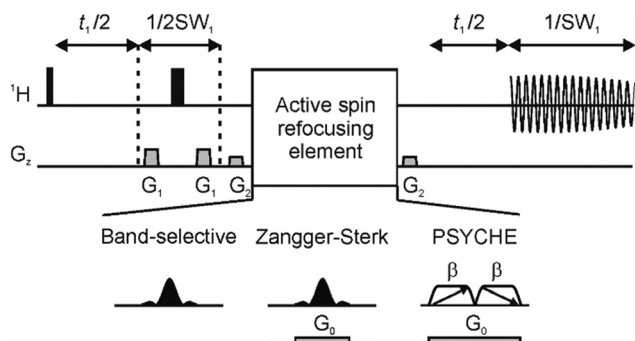 t₁/2 1/2SW₁ t₁/2 1/SW₁
¹H
Active spin
refocusing
element
G_z
G₁ G₁ G₂ G₂
Band-selective Zangger-Sterk PSYCHE
β β
G₀ G₀